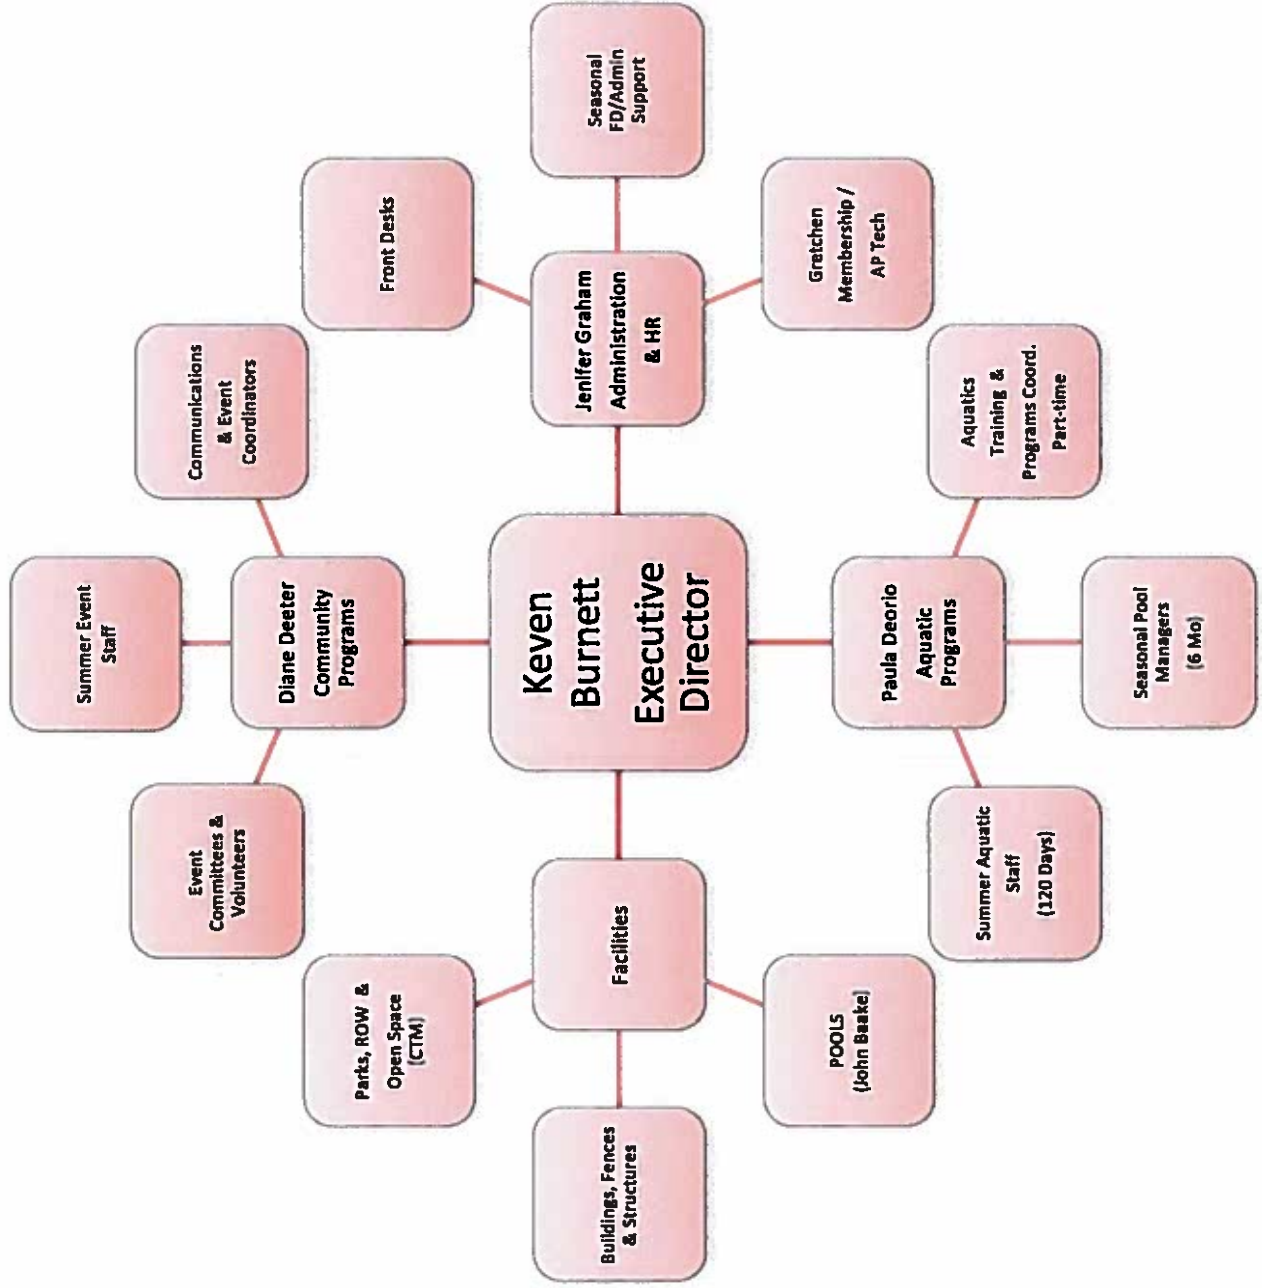 Keven
Burnett
Executive
Director
Facilities
POOLS
(John Baake)
Buildings, Fences
& Structures
Parks, ROW &
Open Space
(CTM)
Diane Deeter
Community
Programs
Event
Committees &
Volunteers
Summer Event
Staff
Communications
& Event
Coordinators
Jenifer Graham
Administration
& HR
Front Desks
Seasonal
FD/Admin
Support
Gretchen
Membership /
AP Tech
Paula Deorio
Aquatic
Programs
Aquatics
Training &
Programs Coord.
Part-time
Seasonal Pool
Managers
(6 Mo)
Summer Aquatic
Staff
(120 Days)